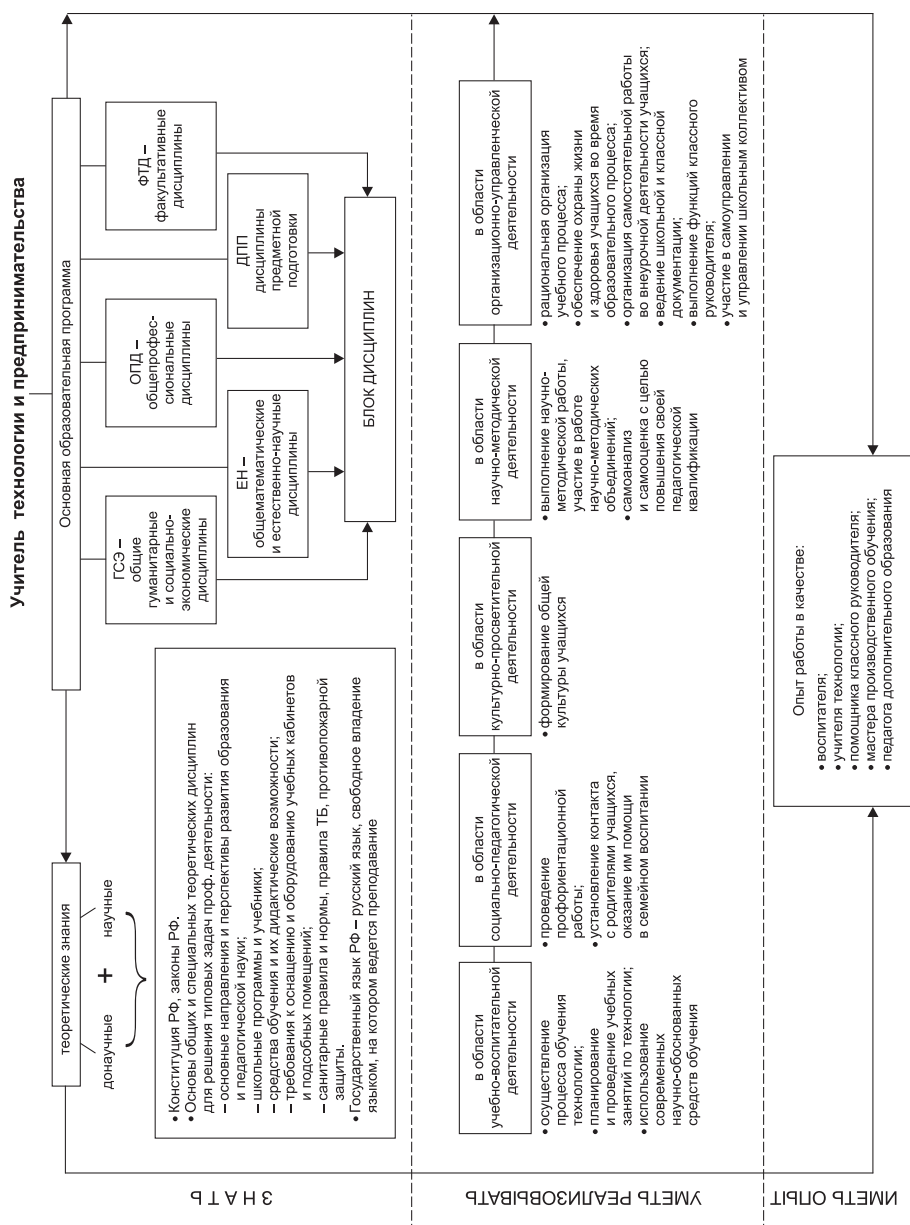 Учитель технологии и предпринимательства
Основная образовательная программа
теоретические знания
донаучные
+
научные
• Конституция РФ, законы РФ.
• Основы общих и специальных теоретических дисциплин
для решения типовых задач проф. деятельности:
– основные направления и перспективы развития образования
и педагогической науки;
– школьные программы и учебники;
– средства обучения и их дидактические возможности;
– требования к оснащению и оборудованию учебных кабинетов
и подсобных помещений;
– санитарные правила и нормы, правила ТБ, противопожарной
защиты.
• Государственный язык РФ – русский язык, свободное владение
языком, на котором ведется преподавание
ГСЭ –
общие
гуманитарные
и социально-
экономические
дисциплины
ЕН –
общематематические
и естественно-научные
дисциплины
ОПД –
общепрофес-
сиональные
дисциплины
ДПП
дисциплины
предметной
подготовки
ФТД –
факультативные
дисциплины
БЛОК ДИСЦИПЛИН
ЗНАТЬ
в области
учебно-воспитательной
деятельности
• осуществление
процесса обучения
технологии;
• планирование
и проведение учебных
занятий по технологии;
• использование
современных
научно-обоснованных
средств обучения
в области
социально-педагогической
деятельности
• проведение
профориентационной
работы;
• установление контакта
с родителями учащихся,
оказание им помощи
в семейном воспитании
в области
культурно-просветительной
деятельности
• формирование общей
культуры учащихся
в области
научно-методической
деятельности
• выполнение научно-
методической работы,
участие в работе
научно-методических
объединений;
• самоанализ
и самооценка с целью
повышения своей
педагогической
квалификации
в области
организационно-управленческой
деятельности
• рациональная организация
учебного процесса;
• обеспечение охраны жизни
и здоровья учащихся во время
образовательного процесса;
• организация самостоятельной работы
во внеурочной деятельности учащихся;
• ведение школьной и классной
документации;
• выполнение функций классного
руководителя;
• участие в самоуправлении
и управлении школьным коллективом
УМЕТЬ РЕАЛИЗОВЫВАТЬ
Опыт работы в качестве:
• воспитателя;
• учителя технологии;
• помощника классного руководителя;
• мастера производственного обучения;
• педагога дополнительного образования
ИМЕТЬ ОПЫТ